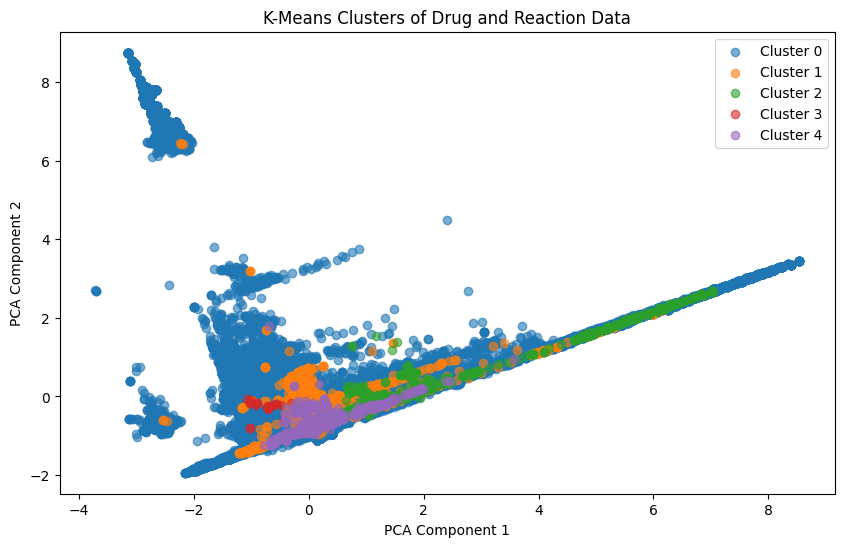 K-Means Clusters of Drug and Reaction Data
Cluster 0
Cluster 1
Cluster 2
Cluster 3
Cluster 4
PCA Component 2
8
6
4
2
0
−2
−4
−2
0
2
4
6
8
PCA Component 1